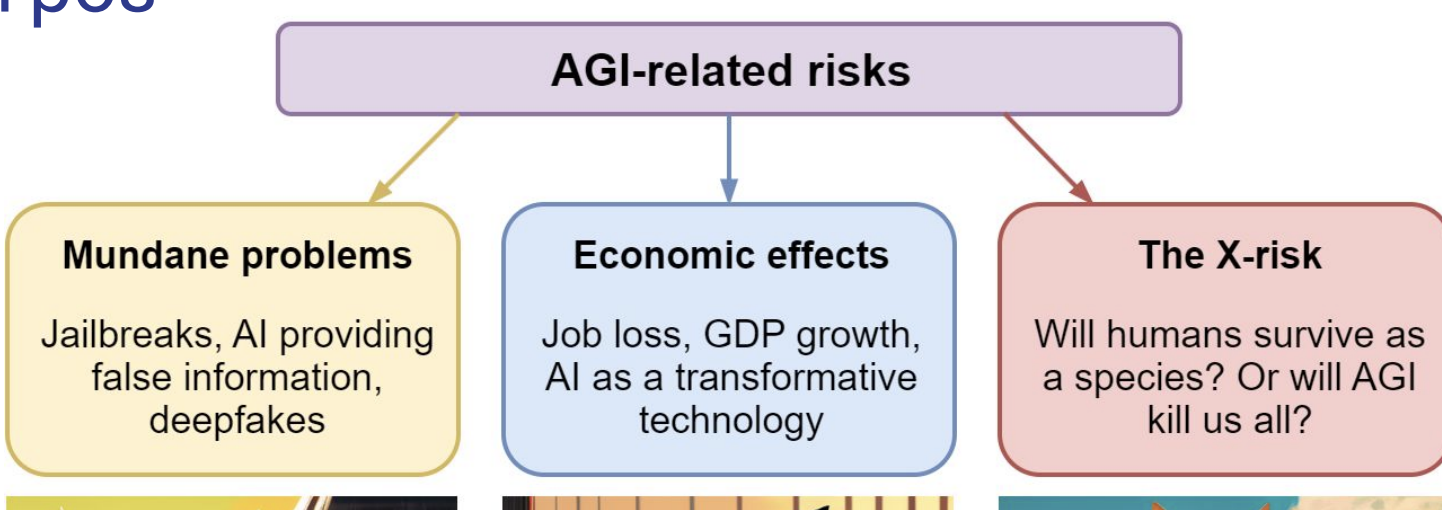 AGI-related risks
Mundane problems
Jailbreaks, AI providing
false information,
deepfakes
Economic effects
Job loss, GDP growth,
AI as a transformative
technology
The X-risk
Will humans survive as
a species? Or will AGI
kill us all?